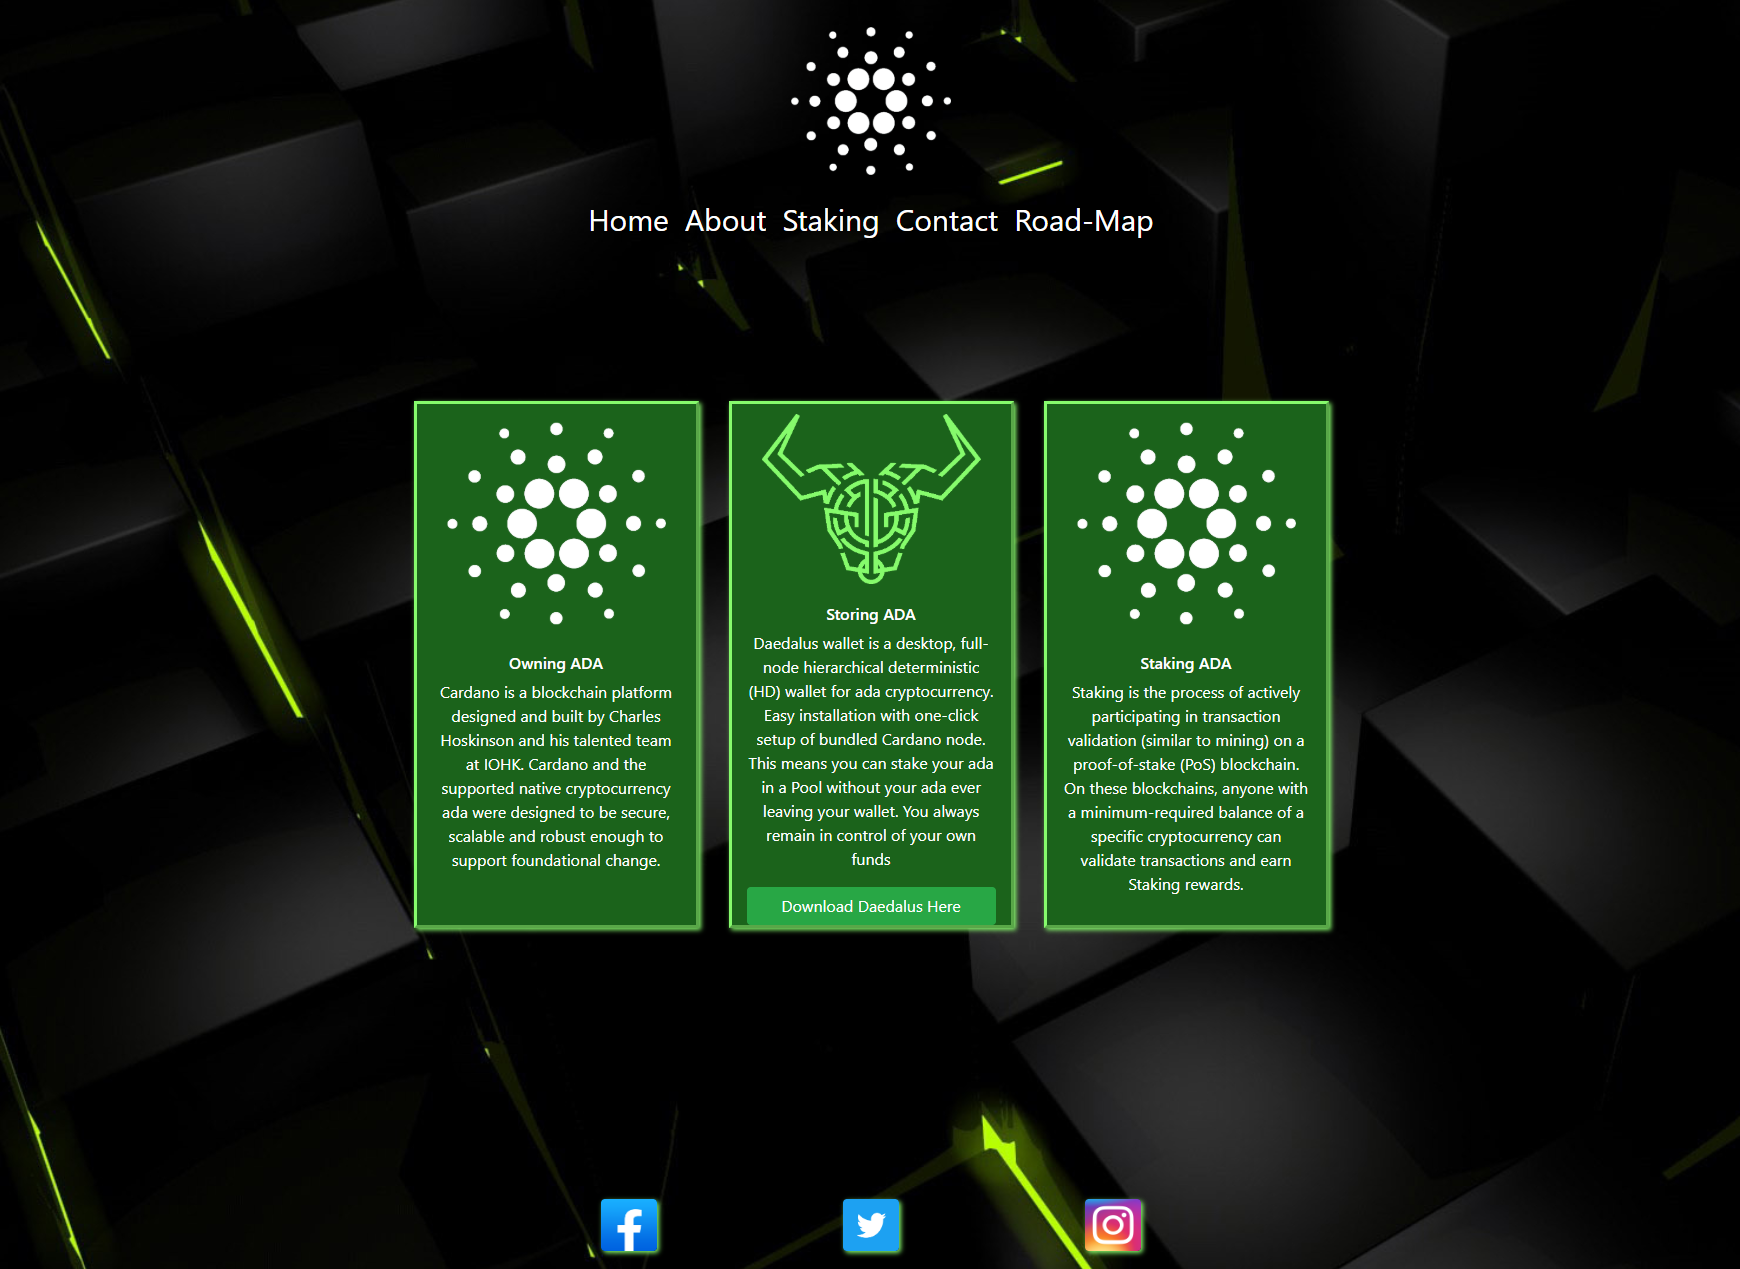 Home About Staking Contact Road-Map
Owning ADA
Cardano is a blockchain platform
designed and built by Charles
Hoskinson and his talented team
at IOHK. Cardano and the
supported native cryptocurrency
ada were designed to be secure,
scalable and robust enough to
support foundational change.
Storing ADA
Daedalus wallet is a desktop, full-
node hierarchical deterministic
(HD) wallet for ada cryptocurrency.
Easy installation with one-click
setup of bundled Cardano node.
This means you can stake your ada
in a Pool without your ada ever
leaving your wallet. You always
remain in control of your own
funds
Download Daedalus Here
Staking ADA
Staking is the process of actively
participating in transaction
validation (similar to mining) on a
proof-of-stake (PoS) blockchain.
On these blockchains, anyone with
a minimum-required balance of a
specific cryptocurrency can
validate transactions and earn
Staking rewards.